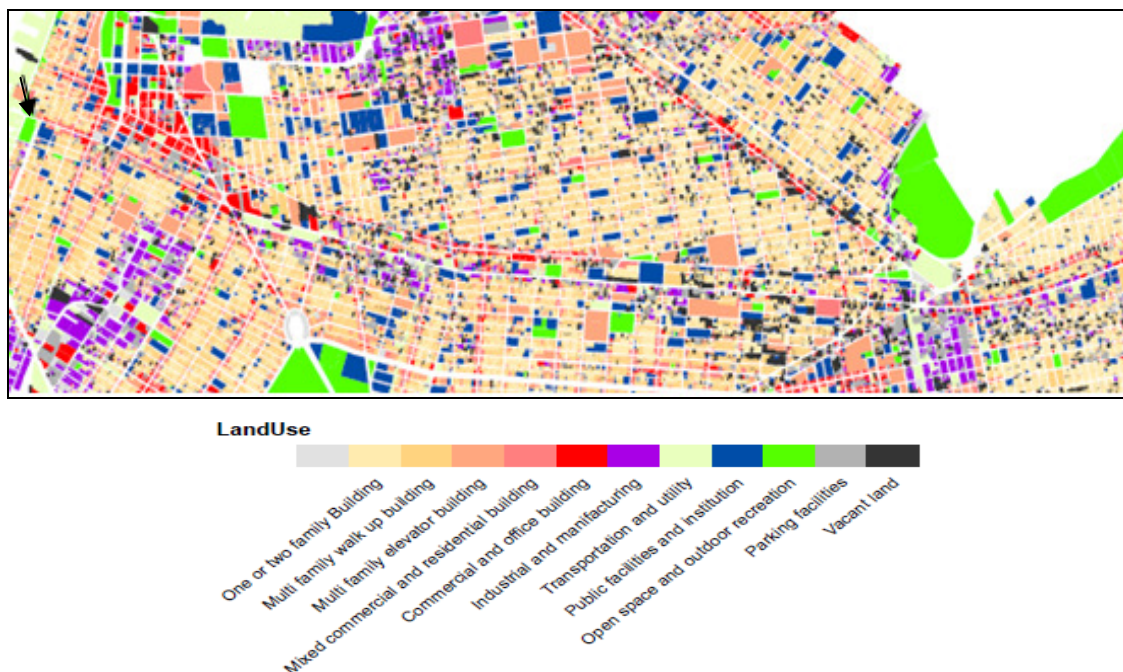 LandUse
One or two family Building
Multi family walk up building
Multi family elevator building
Mixed commercial and residential building
Commercial and office building
Industrial and manifacturing
Transportation and utility
Public facilities and institution
Open space and outdoor recreation
Parking facilities
Vacant land